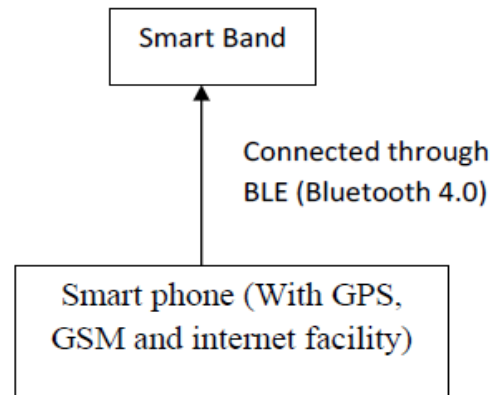 Smart Band
Connected through
BLE (Bluetooth 4.0)
Smart phone (With GPS,
GSM and internet facility)